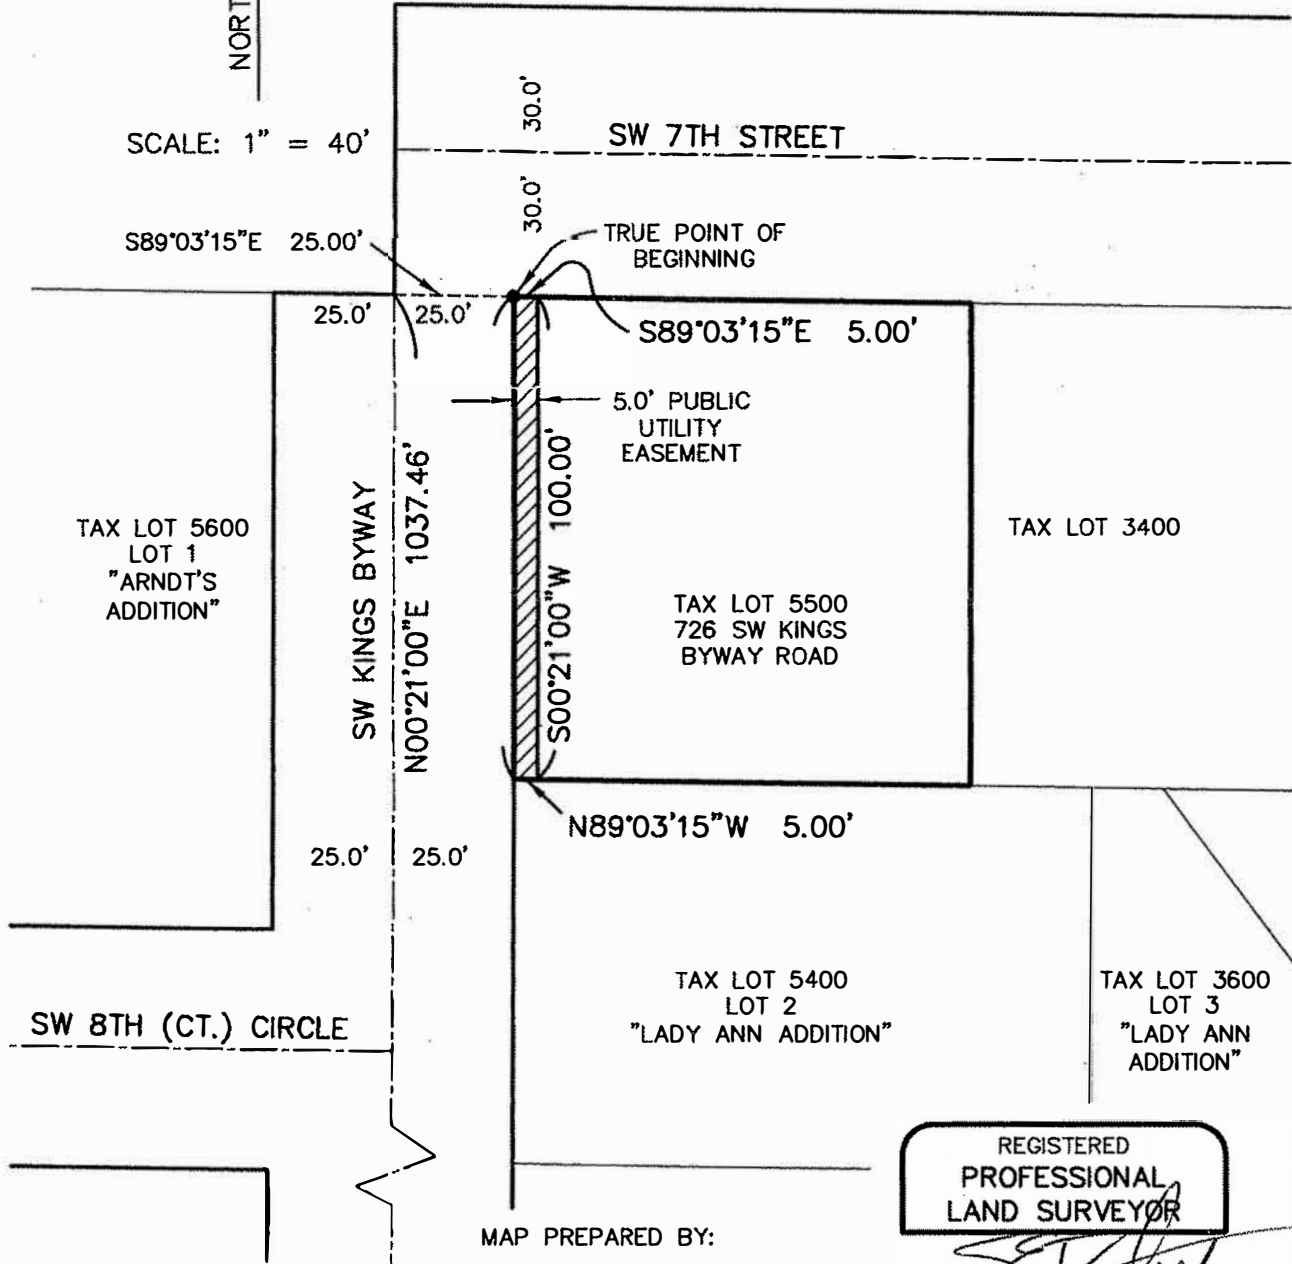 NORT
SCALE: 1" = 40'
30.0'
SW 7TH STREET
30.0'
S89°03'15"E 25.00'
TRUE POINT OF
BEGINNING
25.0' 25.0'
S89°03'15"E 5.00'
5.0' PUBLIC
UTILITY
EASEMENT
SW KINGS BYWAY
N00°21'00"E 1037.46'
S00°21'00"W 100.00'
TAX LOT 5600
LOT 1
"ARNDT'S
ADDITION"
TAX LOT 3400
TAX LOT 5500
726 SW KINGS
BYWAY ROAD
N89°03'15"W 5.00'
25.0' 25.0'
TAX LOT 5400
LOT 2
"LADY ANN ADDITION"
TAX LOT 3600
LOT 3
"LADY ANN
ADDITION"
SW 8TH (CT.) CIRCLE
REGISTERED
PROFESSIONAL
LAND SURVEYOR
MAP PREPARED BY: